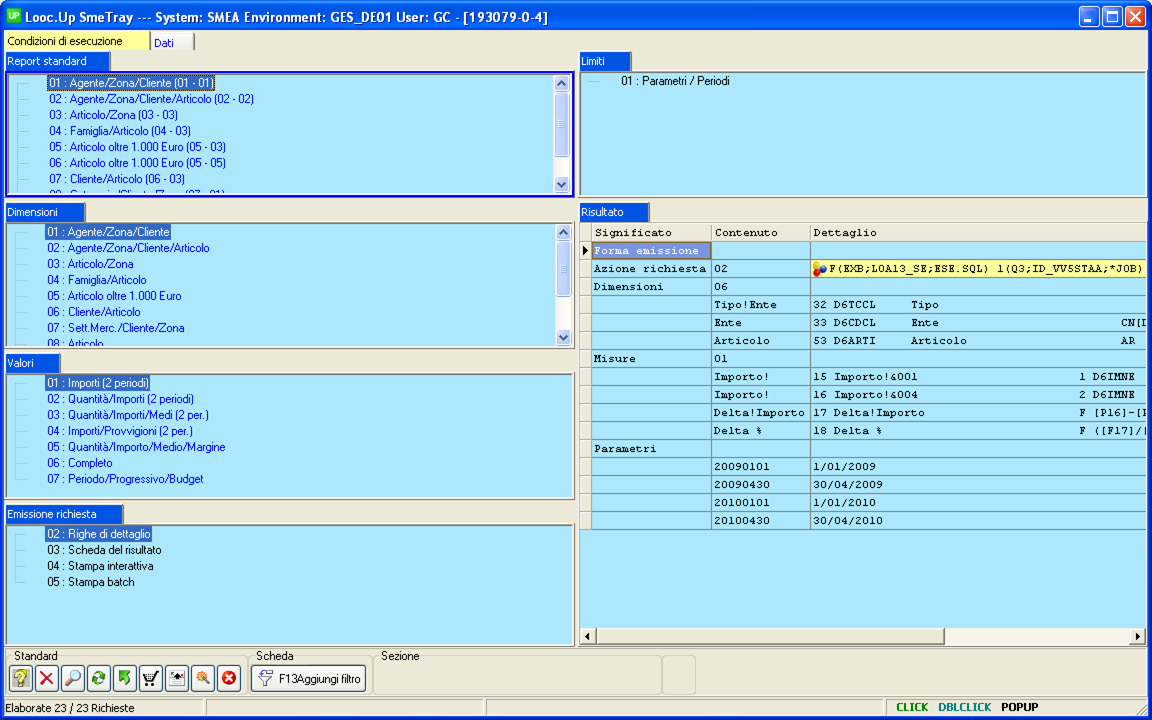 UP Looc.Up SmeTray --- System: SMEA Environment: GES_DE01 User: GC - [193079-0-4]
Condizioni di esecuzione Dati
Report standard
01 : Agente/Zona/Cliente (01 - 01)
02 : Agente/Zona/Cliente/Articolo (02 - 02)
03 : Articolo/Zona (03 - 03)
04 : Famiglia/Articolo (04 - 03)
05 : Articolo oltre 1.000 Euro (05 - 03)
06 : Articolo oltre 1.000 Euro (05 - 05)
07 : Cliente/Articolo (06 - 03)
Limiti
01 : Parametri / Periodi
Dimensioni
01 : Agente/Zona/Cliente
02 : Agente/Zona/Cliente/Articolo
03 : Articolo/Zona
04 : Famiglia/Articolo
05 : Articolo oltre 1.000 Euro
06 : Cliente/Articolo
07 : Sett.Merc./Cliente/Zona
08 : Articolo
Valori
01 : Importi (2 periodi)
02 : Quantità/Importi (2 periodi)
03 : Quantità/Importi/Medi (2 per.)
04 : Importi/Provvigioni (2 per.)
05 : Quantità/Importo/Medio/Margine
06 : Completo
07 : Periodo/Progressivo/Budget
Emissione richiesta
02 : Righe di dettaglio
03 : Scheda del risultato
04 : Stampa interattiva
05 : Stampa batch
Risultato
Significato Contenuto Dettaglio
Forma emissione
Azione richiesta 02 F(EXB;LOA13_SE;ESE.SQL) 1(Q3;ID_VV5STAA;*JOB)
Dimensioni 06
Tipo!Ente 32 D6TCCL Tipo
Ente 33 D6CDCL Ente CN[D
Articolo 53 D6ARTI Articolo AR
Misure 01
Importo! 15 Importo!&001 1 D6IMNE
Importo! 16 Importo!&004 2 D6IMNE
Delta!Importo 17 Delta!Importo F [P16]-[P
Delta % 18 Delta % F ([F17]/[
Parametri
20090101 1/01/2009
20090430 30/04/2009
20100101 1/01/2010
20100430 30/04/2010
Standard Scheda Sezione
F13Aggiungi filtro
Elaborate 23 / 23 Richieste CLICK DBLCLICK POPUP